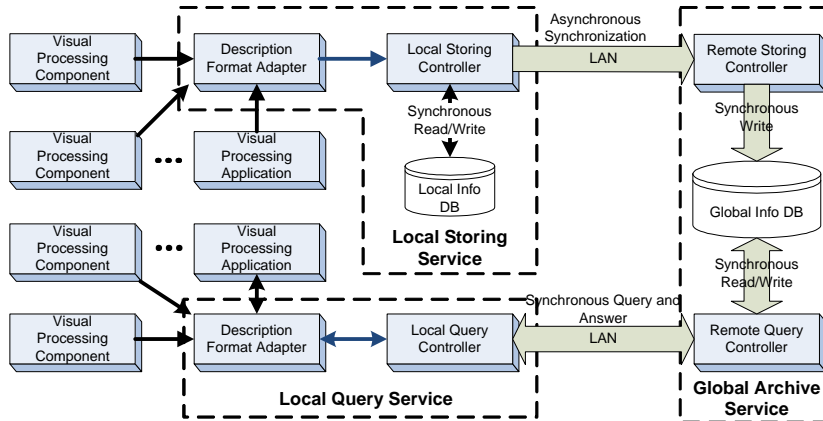 Visual
Processing
Component
Description
Format Adapter
Local Storing
Controller
Asynchronous
Synchronization
LAN
Remote Storing
Controller
Visual
Processing
Component
Visual
Processing
Application
Synchronous
Read/Write
Local Info
DB
Local Storing
Service
Synchronous
Write
Global Info DB
Visual
Processing
Component
Visual
Processing
Application
Synchronous
Read/Write
Visual
Processing
Component
Description
Format Adapter
Local Query
Controller
Synchronous Query and
Answer
LAN
Remote Query
Controller
Local Query Service
Global Archive
Service